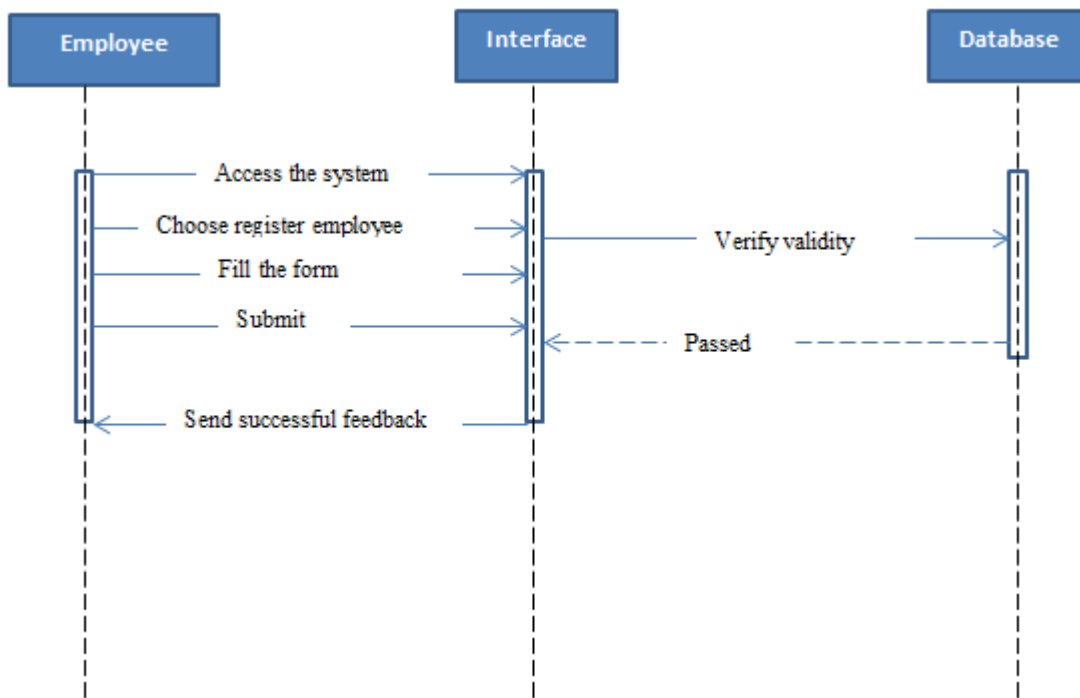 Employee
Interface
Database
Access the system
Choose register employee
Verify validity
Fill the form
Submit
Passed
Send successful feedback